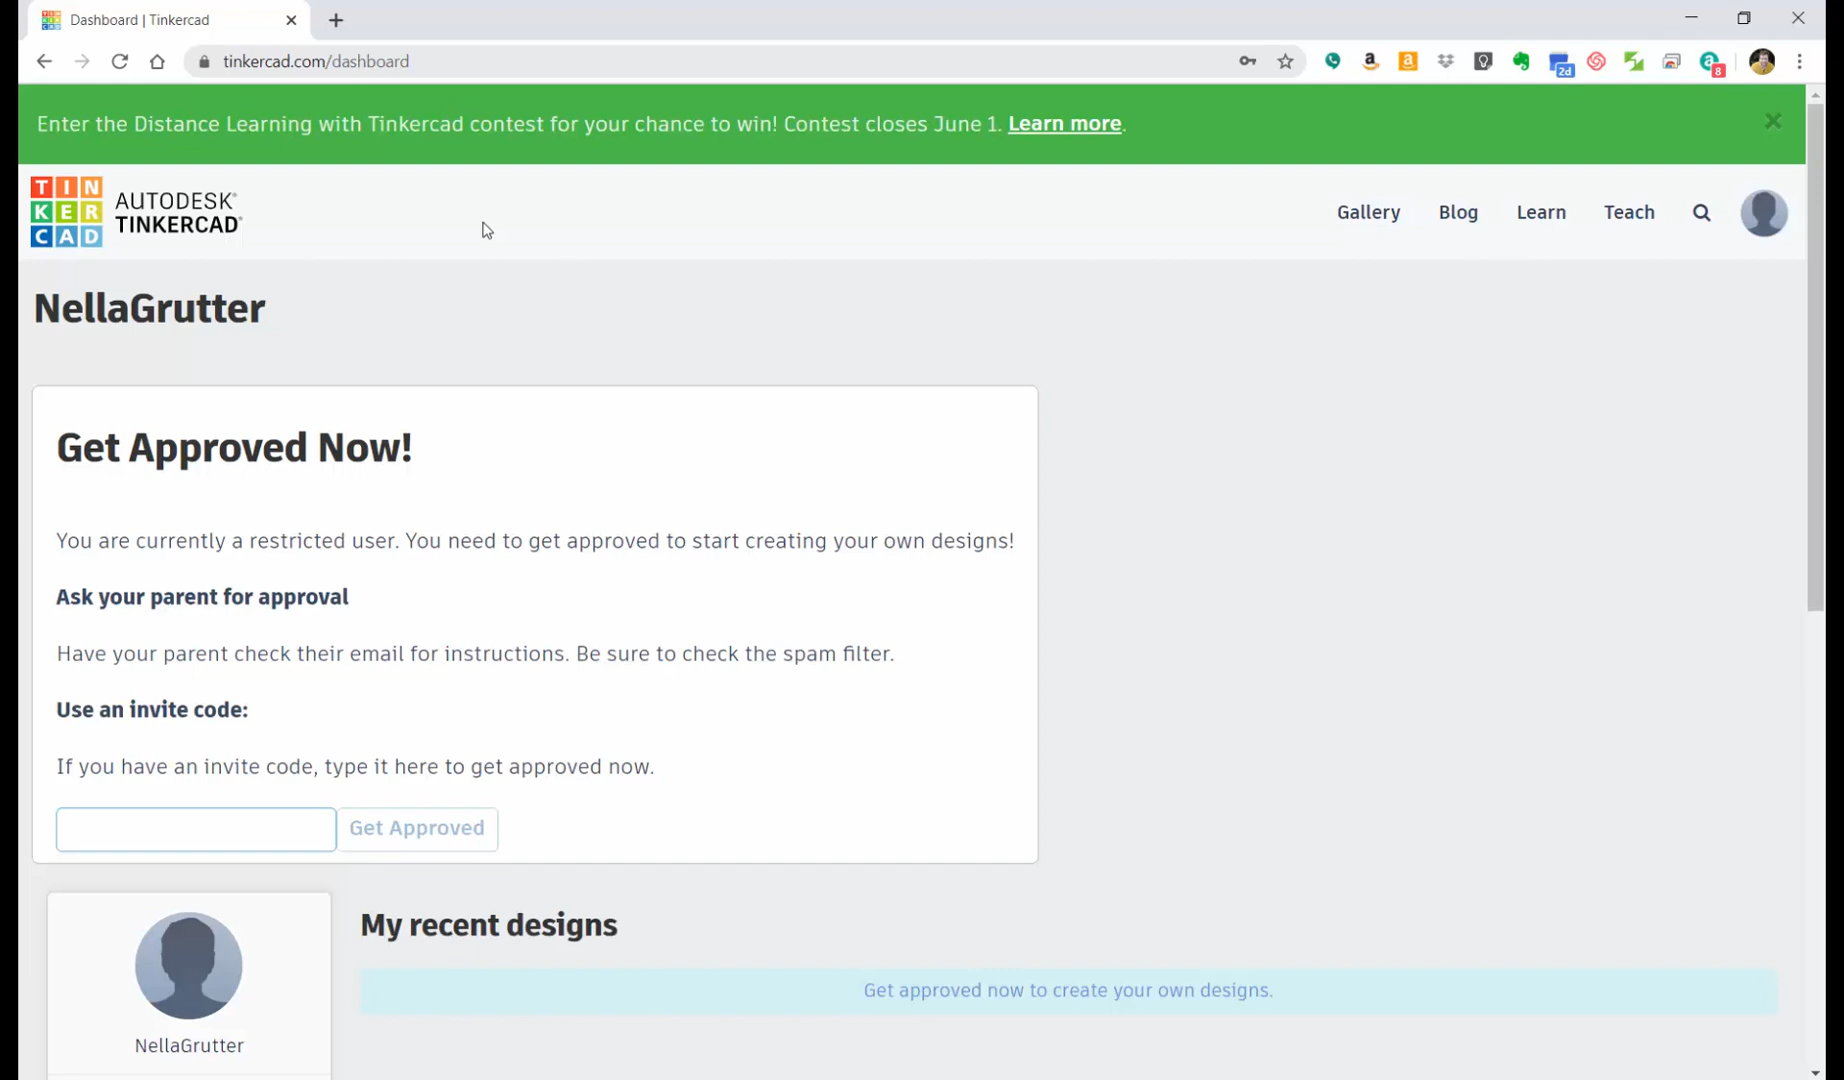 Dashboard | Tinkercad
tinkercad.com/dashboard
2d
8
Enter the Distance Learning with Tinkercad contest for your chance to win! Contest closes June 1. Learn more.
TIN
KER
CAD
AUTODESK®
TINKERCAD®
Gallery Blog Learn Teach
NellaGrutter
Get Approved Now!
You are currently a restricted user. You need to get approved to start creating your own designs!
Ask your parent for approval
Have your parent check their email for instructions. Be sure to check the spam filter.
Use an invite code:
If you have an invite code, type it here to get approved now.
Get Approved
My recent designs
Get approved now to create your own designs.
NellaGrutter